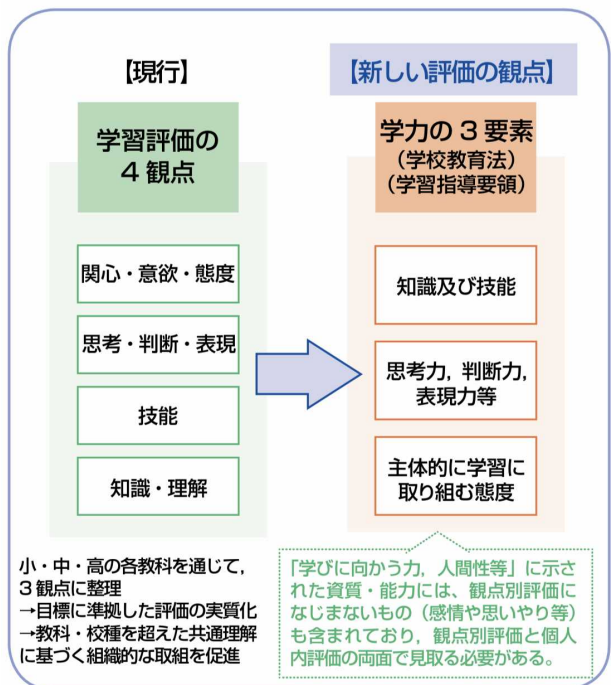 【現行】
学習評価の
4観点
関心・意欲・態度
思考・判断・表現
技能
知識・理解
【新しい評価の観点】
学力の3要素
（学校教育法）
（学習指導要領）
知識及び技能
思考力，判断力，
表現力等
主体的に学習に
取り組む態度
小・中・高の各教科を通じて，
3観点に整理
→目標に準拠した評価の実質化
→教科・校種を超えた共通理解
に基づく組織的な取組を促進
「学びに向かう力，人間性等」に示さ
れた資質・能力には、観点別評価に
なじまないもの（感情や思いやり等）
も含まれており，観点別評価と個人
内評価の両面で見取る必要がある。